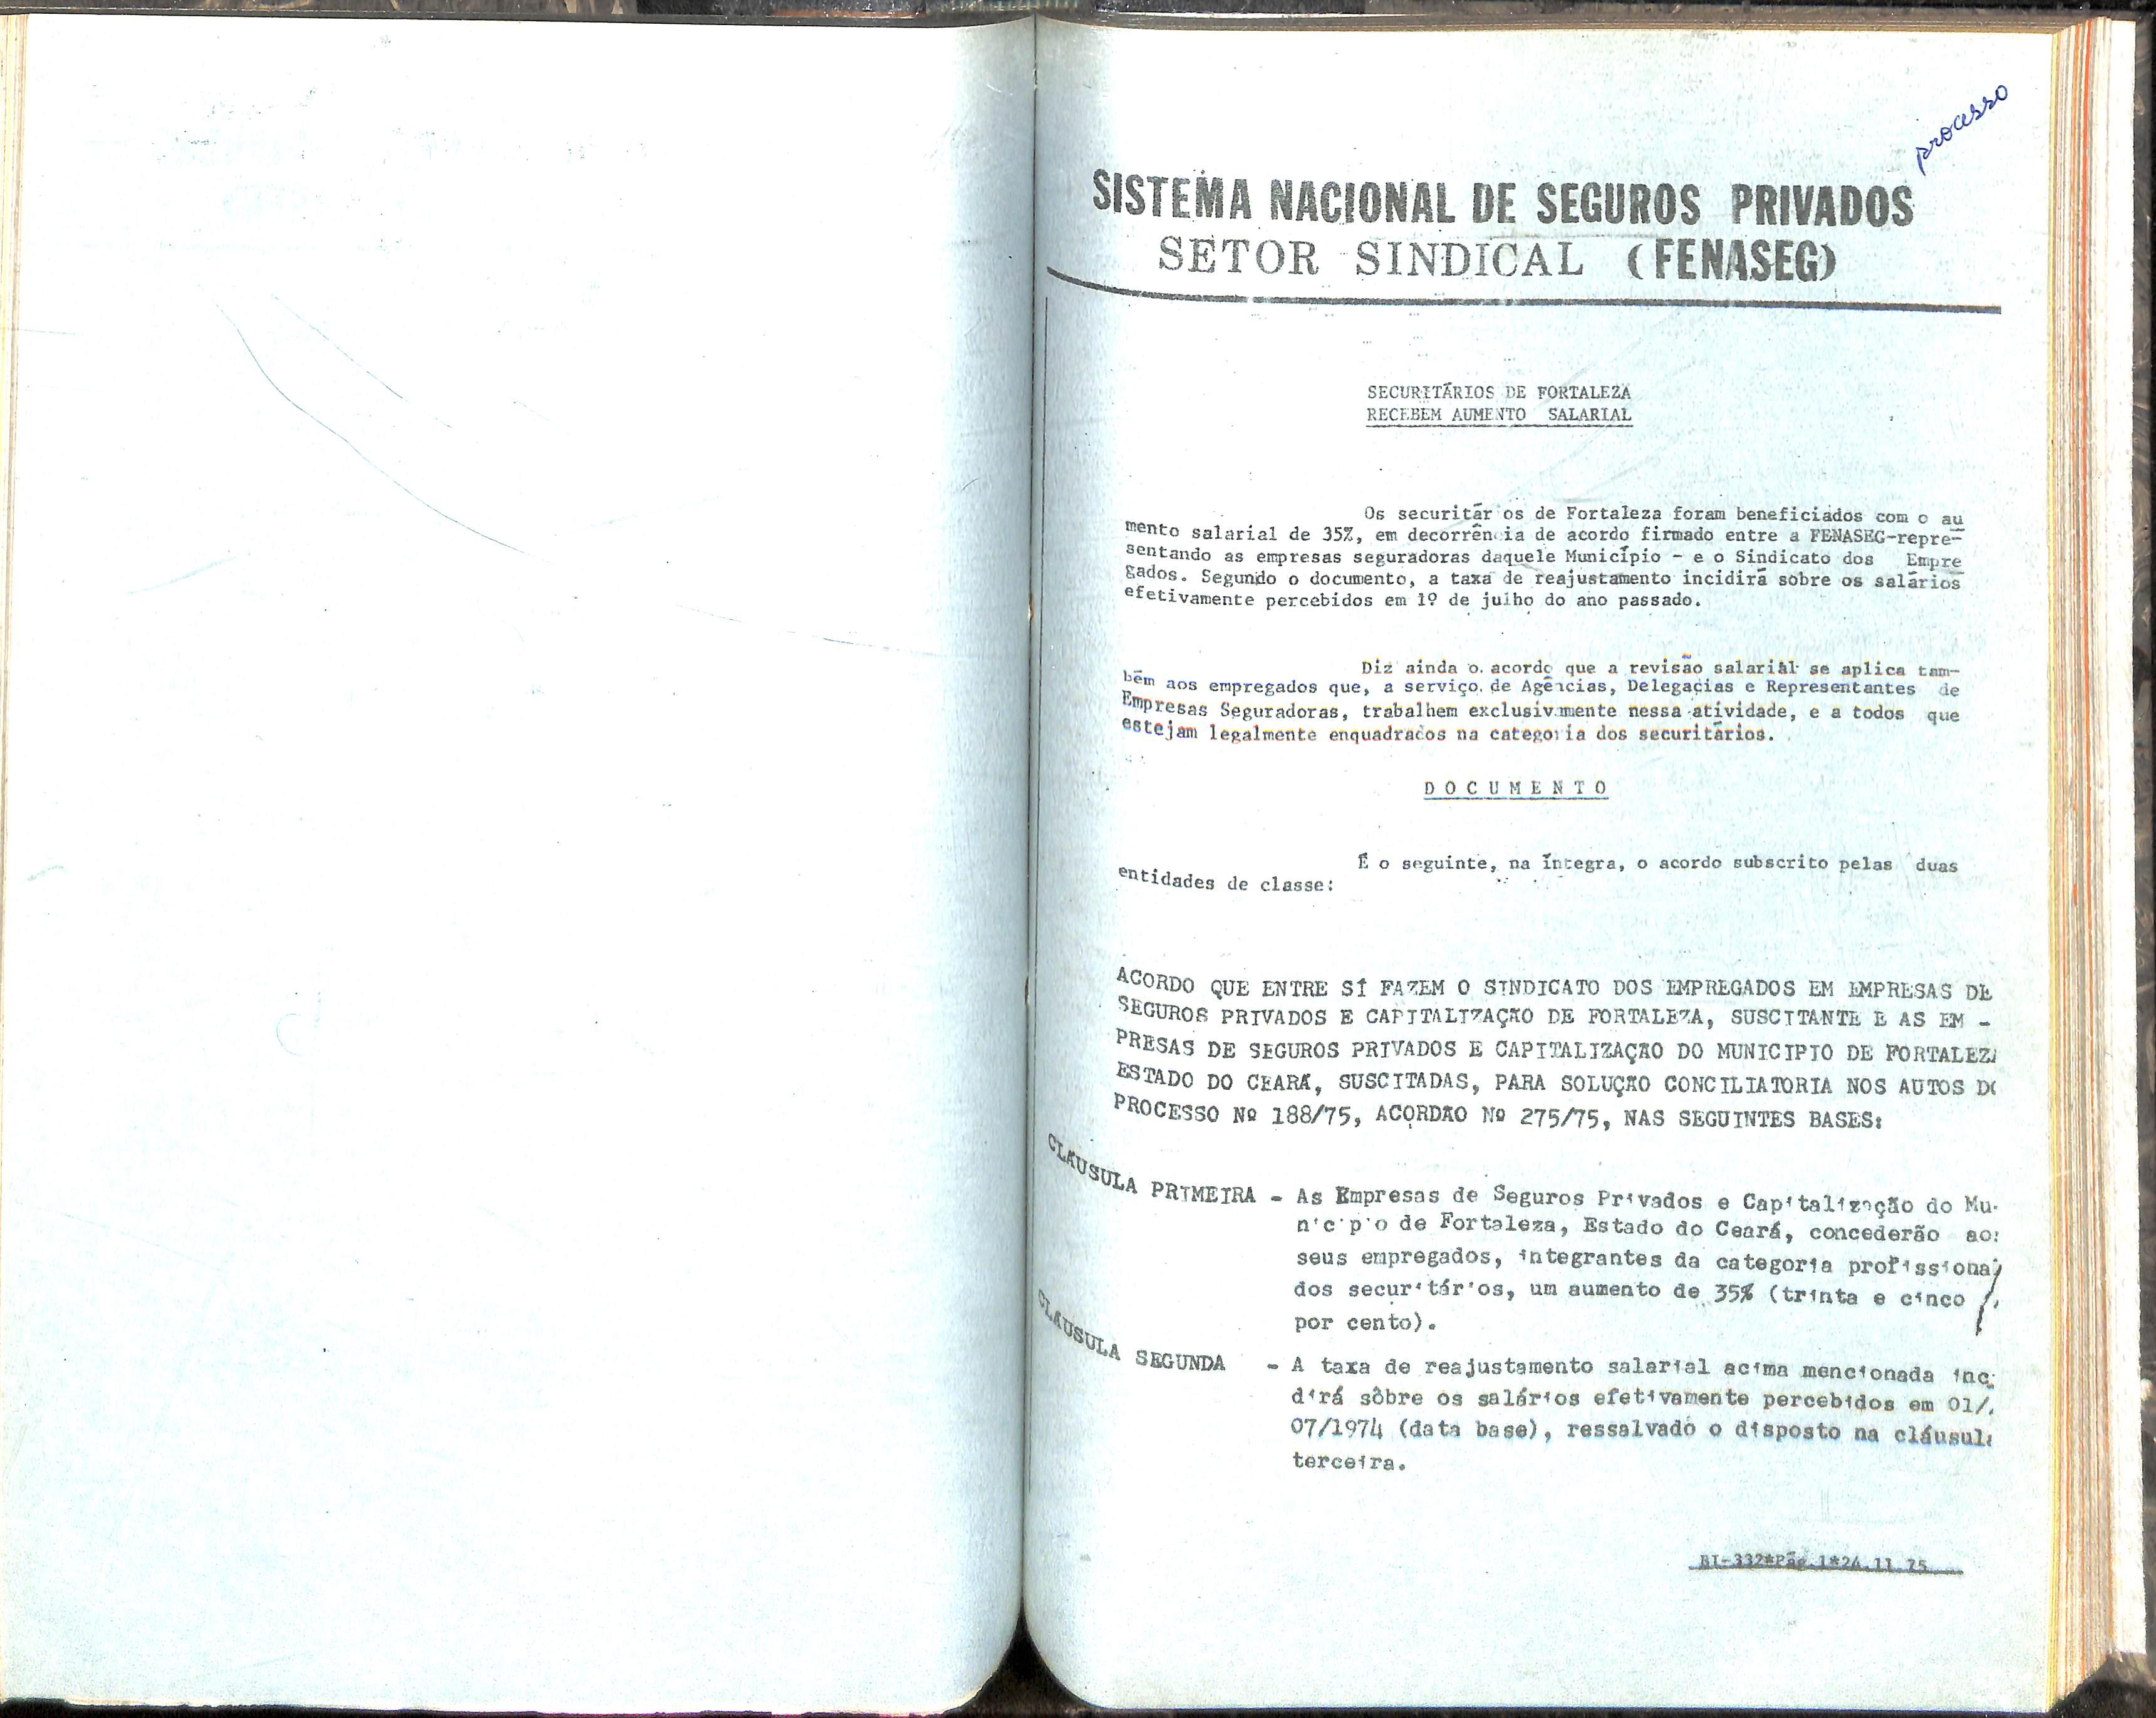 processo
SISTEMA NACIONAL DE SEGUROS PRIVADOS
SETOR SINDICAL (FENASEG)
SECURITÁRIOS DE FORTALEZA
RECEBEM AUMENTO SALARIAL
Os securitários de Fortaleza foram beneficiados com o au
mento salarial de 35%, em decorrência de acordo firmado entre a FENASEG-repre-
sentando as empresas seguradoras daquele Município - e o Sindicato dos Empre
gados. Segundo o documento, a taxa de reajustamento incidirá sobre os salários
efetivamente percebidos em 1º de julho do ano passado.
Diz ainda o acordo que a revisão salarial se aplica tam-
bém aos empregados que, a serviço de Agências, Delegacias e Representantes de
Empresas Seguradoras, trabalhem exclusivamente nessa atividade, e a todos que
estejam legalmente enquadrados na categoria dos securitários.
DOCUMENTO
É o seguinte, na íntegra, o acordo subscrito pelas duas
entidades de classe:
ACORDO QUE ENTRE SÍ FAZEM O SINDICATO DOS EMPREGADOS EM EMPRESAS DE
SEGUROS PRIVADOS E CAPITALIZAÇÃO DE FORTALEZA, SUSCITANTE E AS EM -
PRESAS DE SEGUROS PRIVADOS E CAPITALIZAÇÃO DO MUNICIPIO DE FORTALEZA
ESTADO DO CEARÁ, SUSCITADAS, PARA SOLUÇÃO CONCILIATORIA NOS AUTOS DO
PROCESSO Nº 188/75, ACORDÃO Nº 275/75, NAS SEGUINTES BASES:
CLÁUSULA PRIMEIRA - As Empresas de Seguros Privados e Capitalização do Mu-
nicipio de Fortaleza, Estado do Ceará, concederão aos
seus empregados, integrantes da categoria profissional
dos securitários, um aumento de 35% (trinta e cinco
por cento).
CLÁUSULA SEGUNDA - A taxa de reajustamento salarial acima mencionada inci
dirá sôbre os salários efetivamente percebidos em 01/
07/1974 (data base), ressalvado o disposto na cláusula
terceira.
BI-332*Pág.1*24.11.75